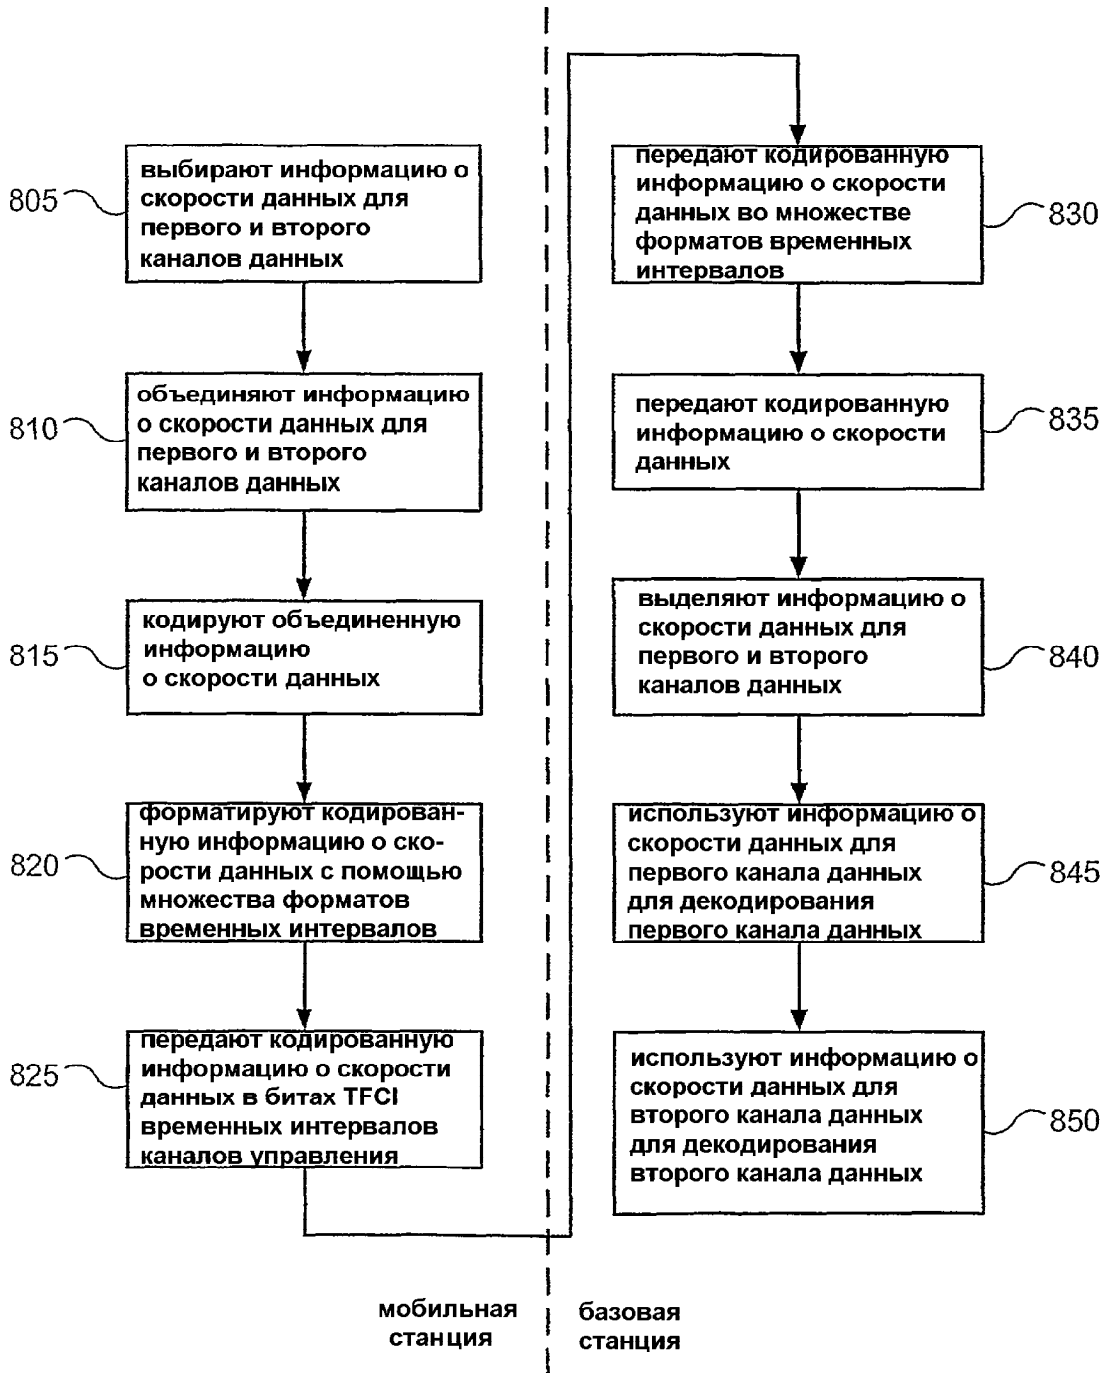 805
выбирают информацию о
скорости данных для
первого и второго
каналов данных
810
объединяют информацию
о скорости данных для
первого и второго
каналов данных
815
кодируют объединенную
информацию
о скорости данных
820
форматируют кодирован-
ную информацию о ско-
рости данных с помощью
множества форматов
временных интервалов
825
передают кодированную
информацию о скорости
данных в битах TFCI
временных интервалов
каналов управления
мобильная
станция
передают кодированную
информацию о скорости
данных во множестве
форматов временных
интервалов
830
передают кодированную
информацию о скорости
данных
835
выделяют информацию о
скорости данных для
первого и второго
каналов данных
840
используют информацию о
скорости данных для
первого канала данных
для декодирования
первого канала данных
845
используют информацию о
скорости данных для
второго канала данных
для декодирования
второго канала данных
850
базовая
станция